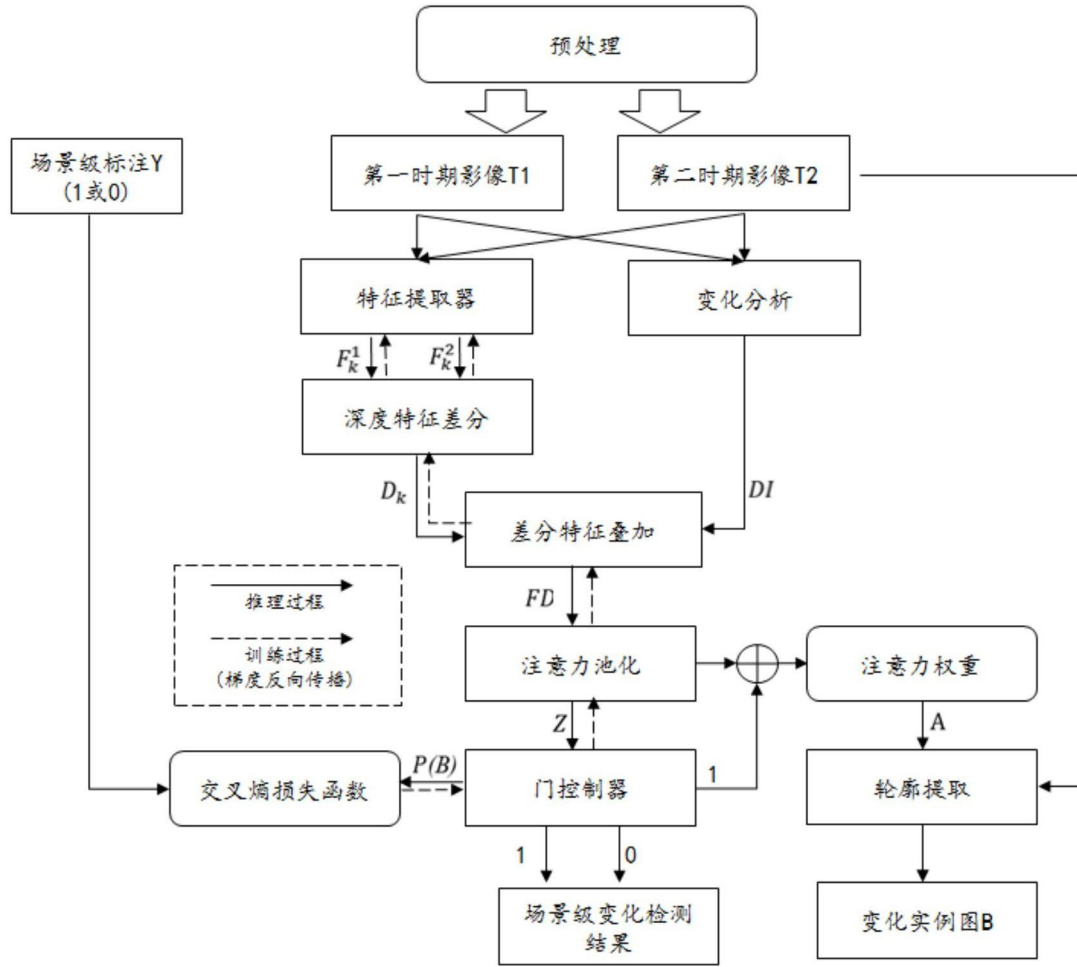 预处理
场景级标注Y
(1或0)
第一时期影像T1
第二时期影像T2
特征提取器
变化分析
F_k^1
F_k^2
深度特征差分
D_k
DI
差分特征叠加
推理过程
训练过程
(梯度反向传播)
FD
注意力池化
注意力权重
Z
A
P(B)
交叉熵损失函数
门控制器
1
轮廓提取
1
0
场景级变化检测
结果
变化实例图B